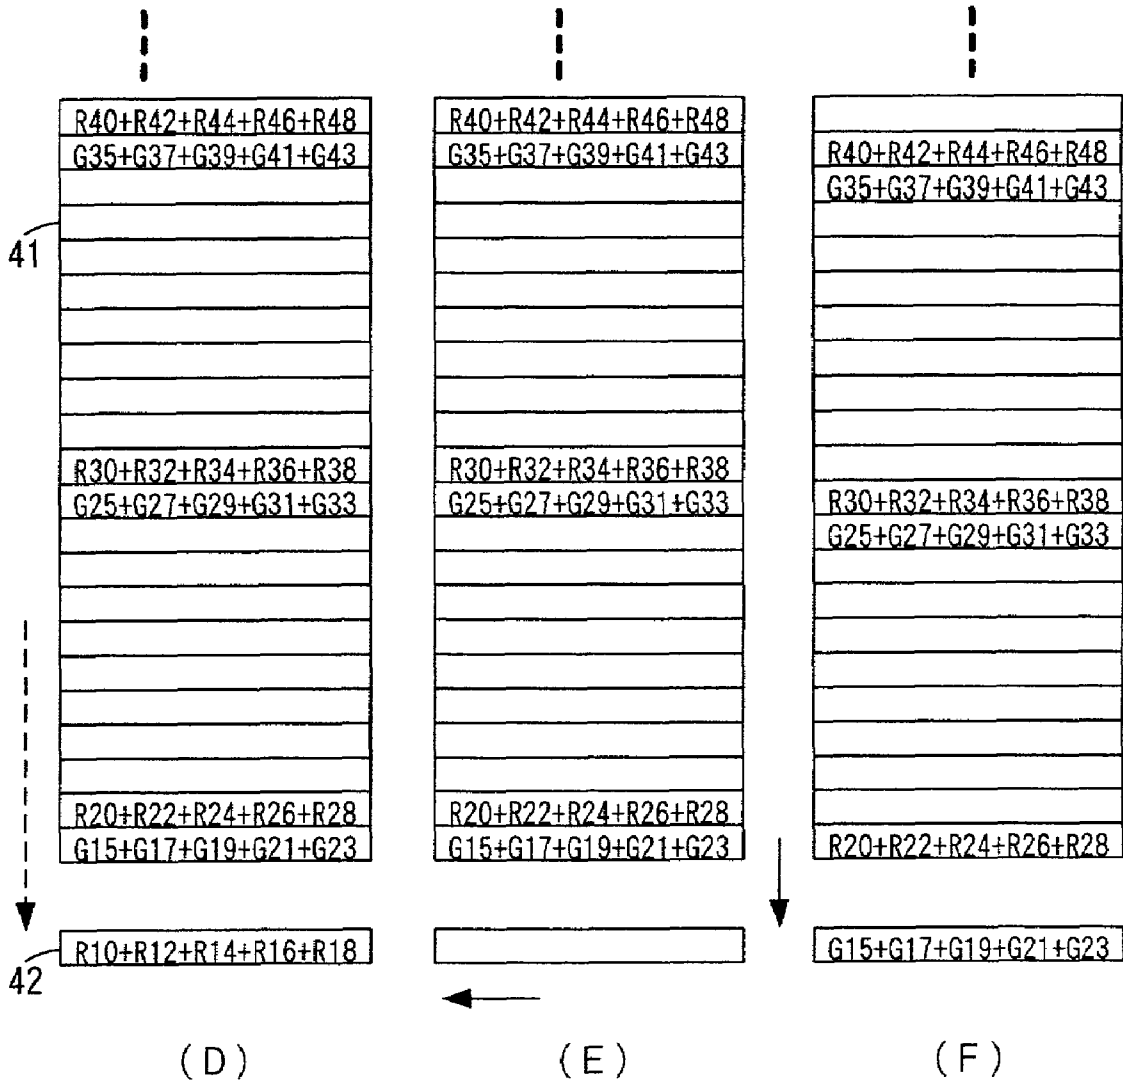 R40+R42+R44+R46+R48
G35+G37+G39+G41+G43
41
R30+R32+R34+R36+R38
G25+G27+G29+G31+G33
R20+R22+R24+R26+R28
G15+G17+G19+G21+G23
R10+R12+R14+R16+R18
42
(D)
R40+R42+R44+R46+R48
G35+G37+G39+G41+G43
R30+R32+R34+R36+R38
G25+G27+G29+G31+G33
R20+R22+R24+R26+R28
G15+G17+G19+G21+G23
(E)
R40+R42+R44+R46+R48
G35+G37+G39+G41+G43
R30+R32+R34+R36+R38
G25+G27+G29+G31+G33
R20+R22+R24+R26+R28
G15+G17+G19+G21+G23
(F)